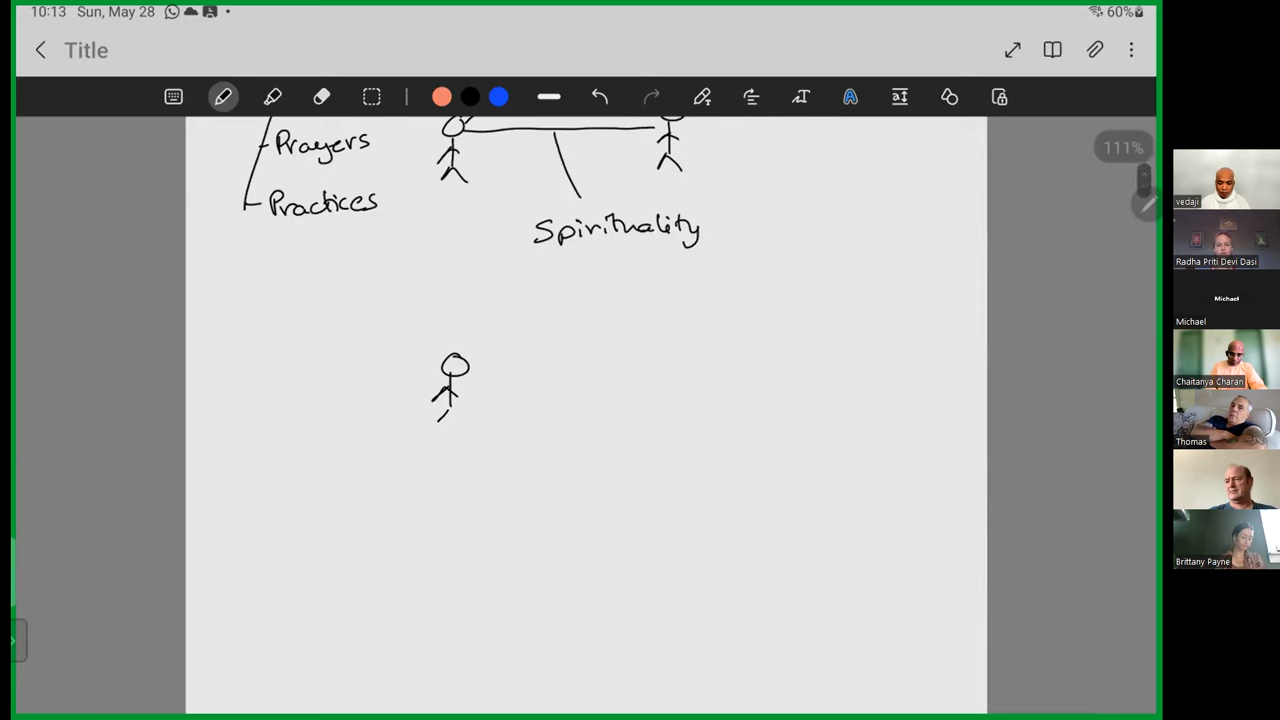 10:13 Sun, May 28
60%
Title
111%
Prayers
Practices
Spirituality
vedaji
Radha Priti Devi Dasi
Michael
Michael
Chaitanya Charan
Thomas
Brittany Payne